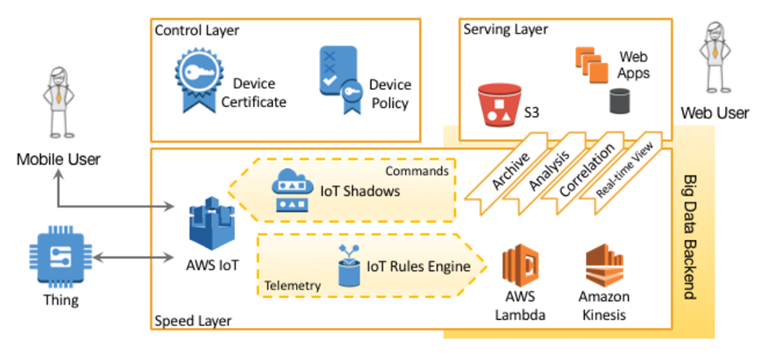 Control Layer
Device
Certificate
Device
Policy
Serving Layer
S3
Web
Apps
Web User
Mobile User
Thing
AWS IoT
Commands
IoT Shadows
IoT Rules Engine
Telemetry
Archive
Analysis
Correlation
Real-time View
AWS
Lambda
Amazon
Kinesis
Speed Layer
Big Data Backend